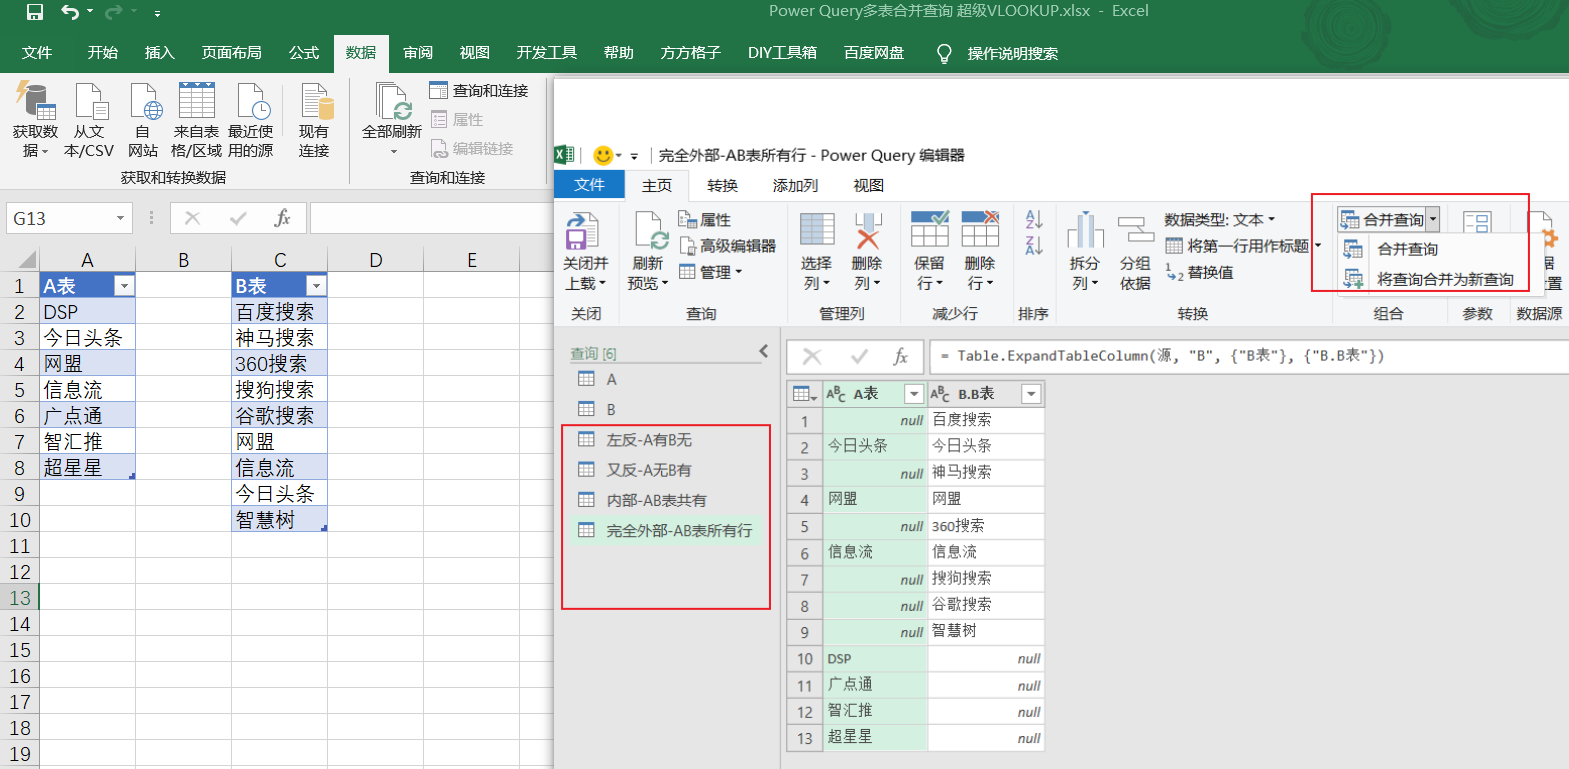 Power Query多表合并查询 超级VLOOKUP.xlsx - Excel
文件 开始 插入 页面布局 公式 数据 审阅 视图 开发工具 帮助 方方格子 DIY工具箱 百度网盘 操作说明搜索
获取数据
从文本/CSV
自网站
来自表格/区域
最近使用的源
现有连接
获取和转换数据
全部刷新
查询和连接
属性
编辑链接
查询和连接
G13
fx
A B C D E
1 A表 B表
2 DSP 百度搜索
3 今日头条 神马搜索
4 网盟 360搜索
5 信息流 搜狗搜索
6 广点通 谷歌搜索
7 智汇推 网盟
8 超星星 信息流
9 今日头条
10 智慧树
11
12
13
14
15
16
17
18
19
完全外部-AB表所有行 - Power Query 编辑器
文件 主页 转换 添加列 视图
关闭并上载
关闭
刷新预览
属性
高级编辑器
管理
查询
选择列
删除列
管理列
保留行
删除行
减少行
排序
拆分列
分组依据
数据类型: 文本
将第一行用作标题
替换值
转换
合并查询
合并查询
将查询合并为新查询
组合
参数
据
置
数据源
查询 [6]
A
B
左反-A有B无
又反-A无B有
内部-AB表共有
完全外部-AB表所有行
fx
= Table.ExpandTableColumn(源, "B", {"B表"}, {"B.B表"})
ABC A表 ABC B.B表
1 null 百度搜索
2 今日头条 今日头条
3 null 神马搜索
4 网盟 网盟
5 null 360搜索
6 信息流 信息流
7 null 搜狗搜索
8 null 谷歌搜索
9 null 智慧树
10 DSP null
11 广点通 null
12 智汇推 null
13 超星星 null